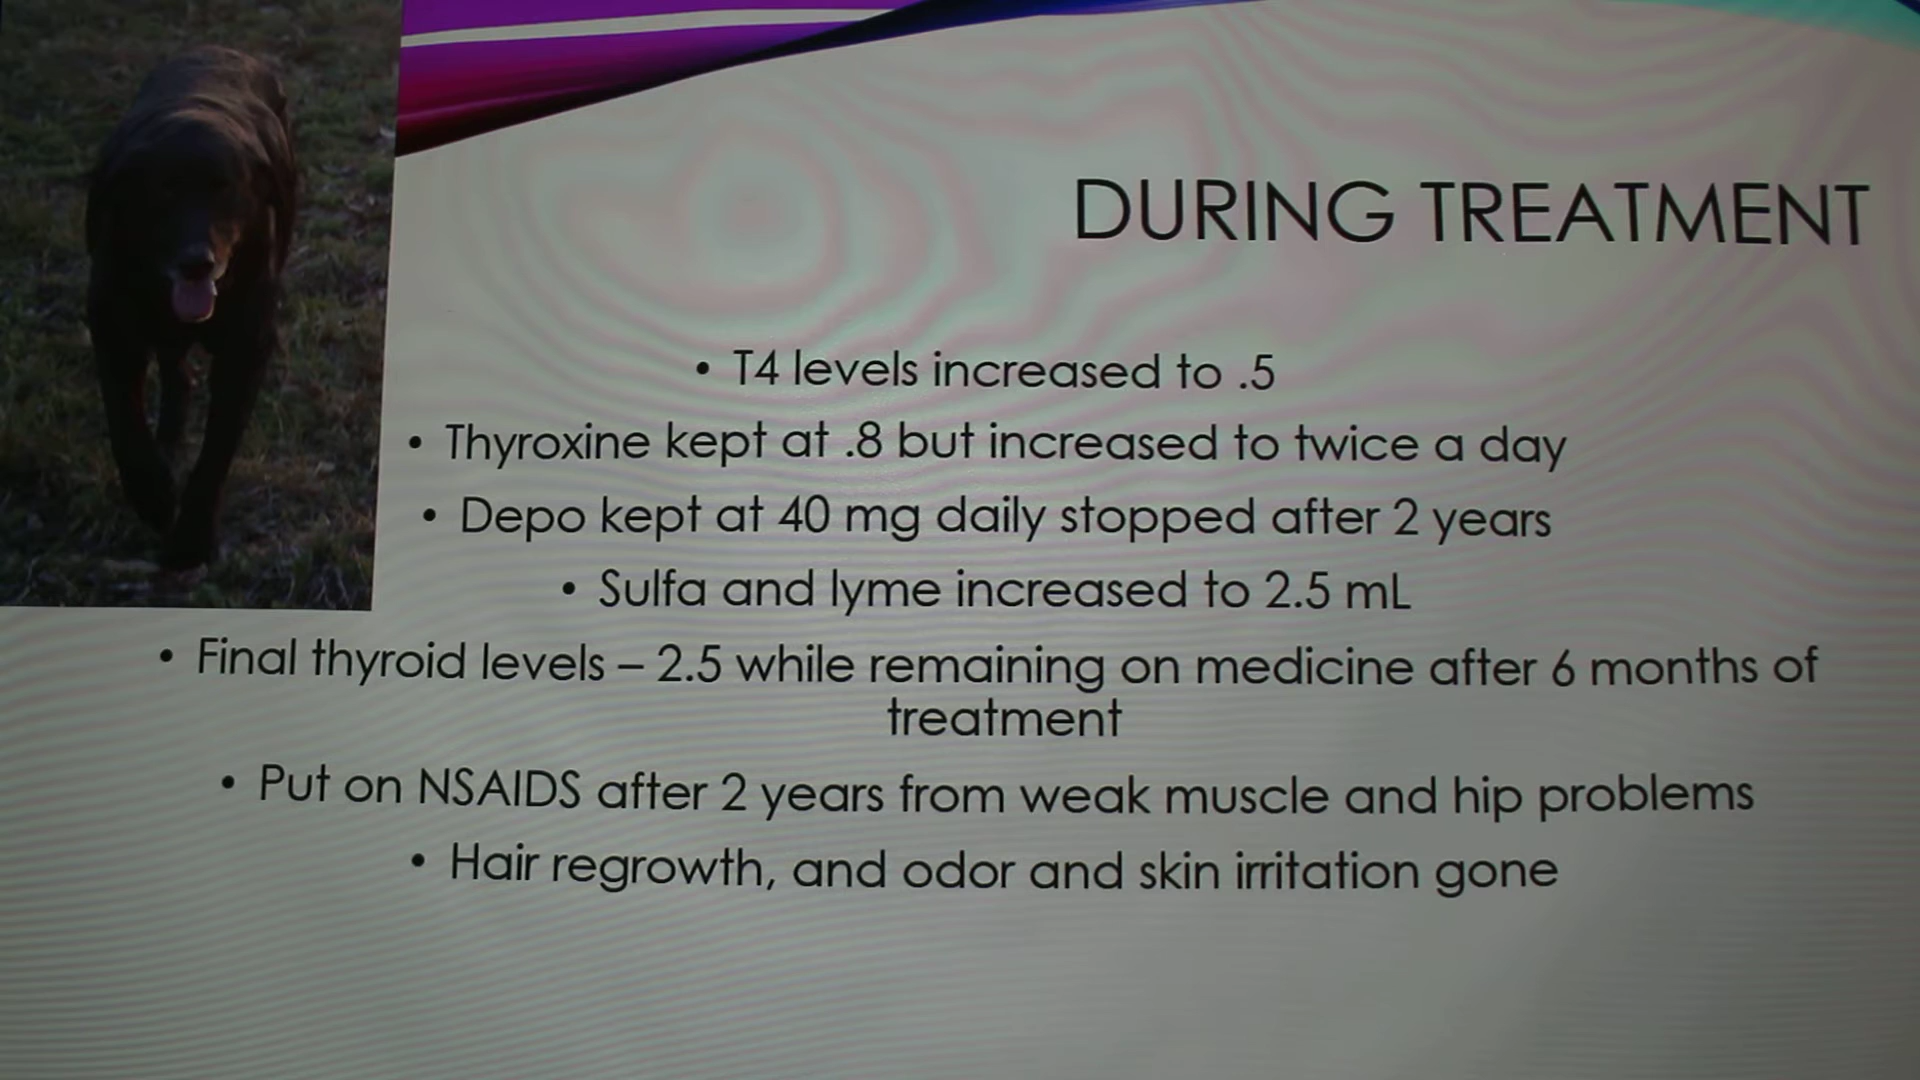 DURING TREATMENT
• T4 levels increased to .5
• Thyroxine kept at .8 but increased to twice a day
• Depo kept at 40 mg daily stopped after 2 years
• Sulfa and lyme increased to 2.5 mL
• Final thyroid levels – 2.5 while remaining on medicine after 6 months of
treatment
• Put on NSAIDS after 2 years from weak muscle and hip problems
• Hair regrowth, and odor and skin irritation gone